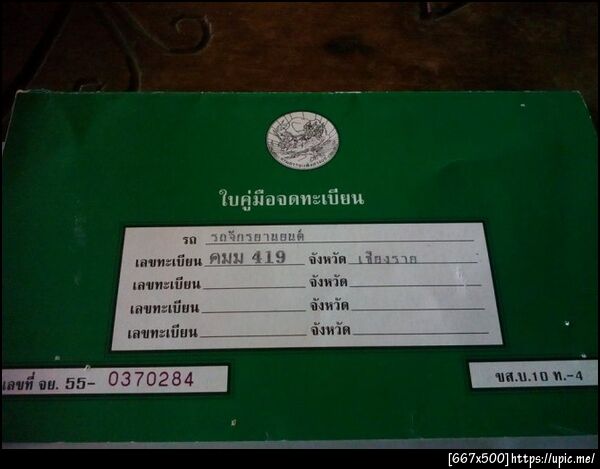 ใบคู่มือจดทะเบียน
รถ รถจักรยานยนต์
เลขทะเบียน คมม 419 จังหวัด เชียงราย
เลขทะเบียน จังหวัด
เลขทะเบียน จังหวัด
เลขทะเบียน จังหวัด
เลขที่ จย. 55- 0370284
ขส.บ.10 ท.-4
[667x500]https://upic.me/